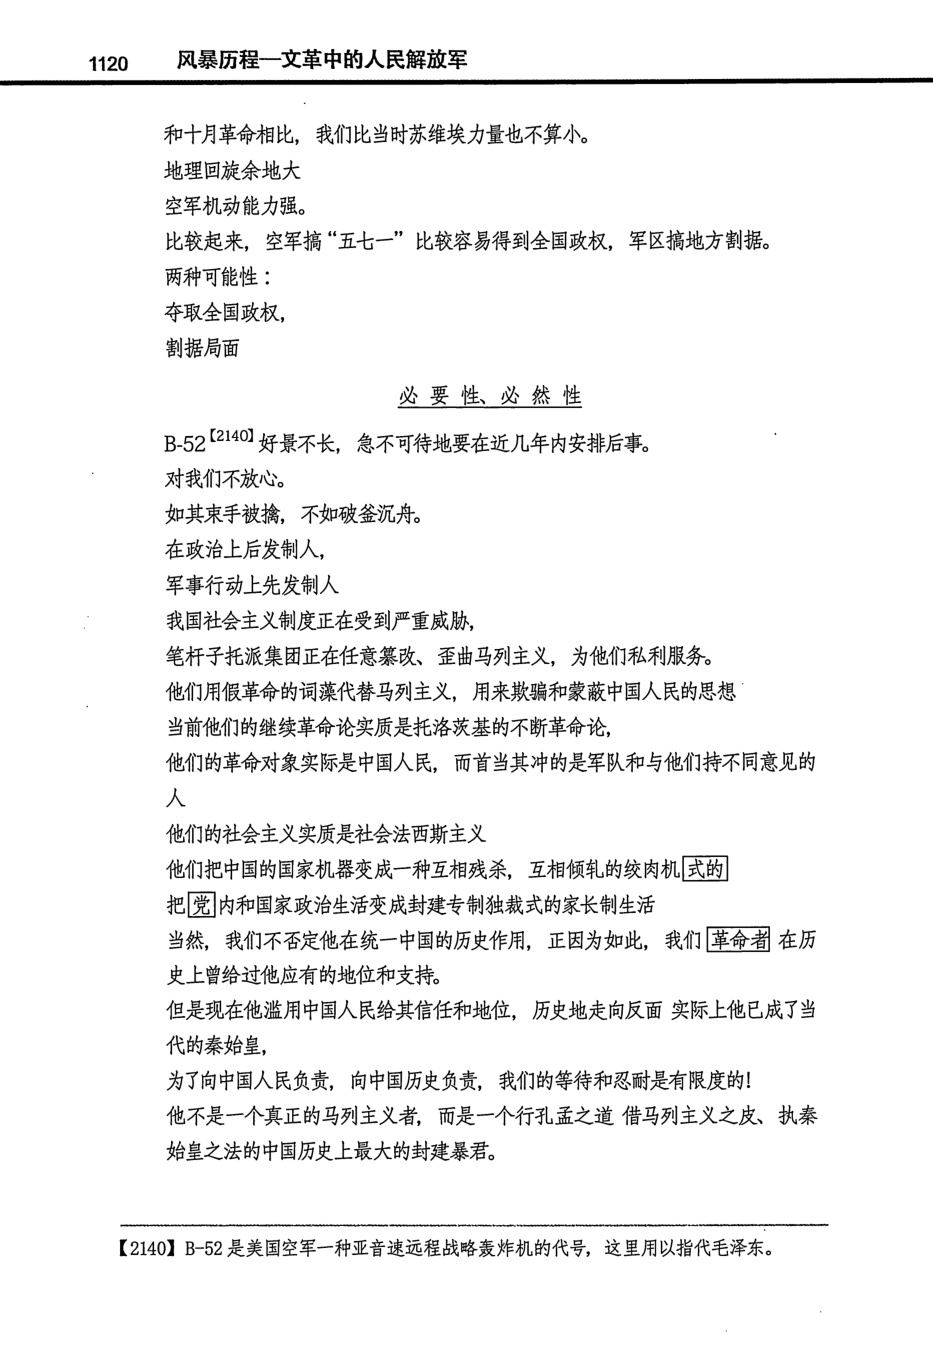 1120 风暴历程—文革中的人民解放军
和十月革命相比，我们比当时苏维埃力量也不算小。
地理回旋余地大
空军机动能力强。
比较起来，空军搞“五七一”比较容易得到全国政权，军区搞地方割据。
两种可能性：
夺取全国政权，
割据局面
必要性、必然性
B-52【2140】好景不长，急不可待地要在近几年内安排后事。
对我们不放心。
如其束手被擒，不如破釜沉舟。
在政治上后发制人，
军事行动上先发制人
我国社会主义制度正在受到严重威胁，
笔杆子托派集团正在任意篡改、歪曲马列主义，为他们私利服务。
他们用假革命的词藻代替马列主义，用来欺骗和蒙蔽中国人民的思想
当前他们的继续革命论实质是托洛茨基的不断革命论，
他们的革命对象实际是中国人民，而首当其冲的是军队和与他们持不同意见的
人
他们的社会主义实质是社会法西斯主义
他们把中国的国家机器变成一种互相残杀，互相倾轧的绞肉机式的
把党内和国家政治生活变成封建专制独裁式的家长制生活
当然，我们不否定他在统一中国的历史作用，正因为如此，我们革命者在历
史上曾给过他应有的地位和支持。
但是现在他滥用中国人民给其信任和地位，历史地走向反面 实际上他已成了当
代的秦始皇，
为了向中国人民负责，向中国历史负责，我们的等待和忍耐是有限度的！
他不是一个真正的马列主义者，而是一个行孔孟之道 借马列主义之皮、执秦
始皇之法的中国历史上最大的封建暴君。
【2140】B-52 是美国空军一种亚音速远程战略轰炸机的代号，这里用以指代毛泽东。